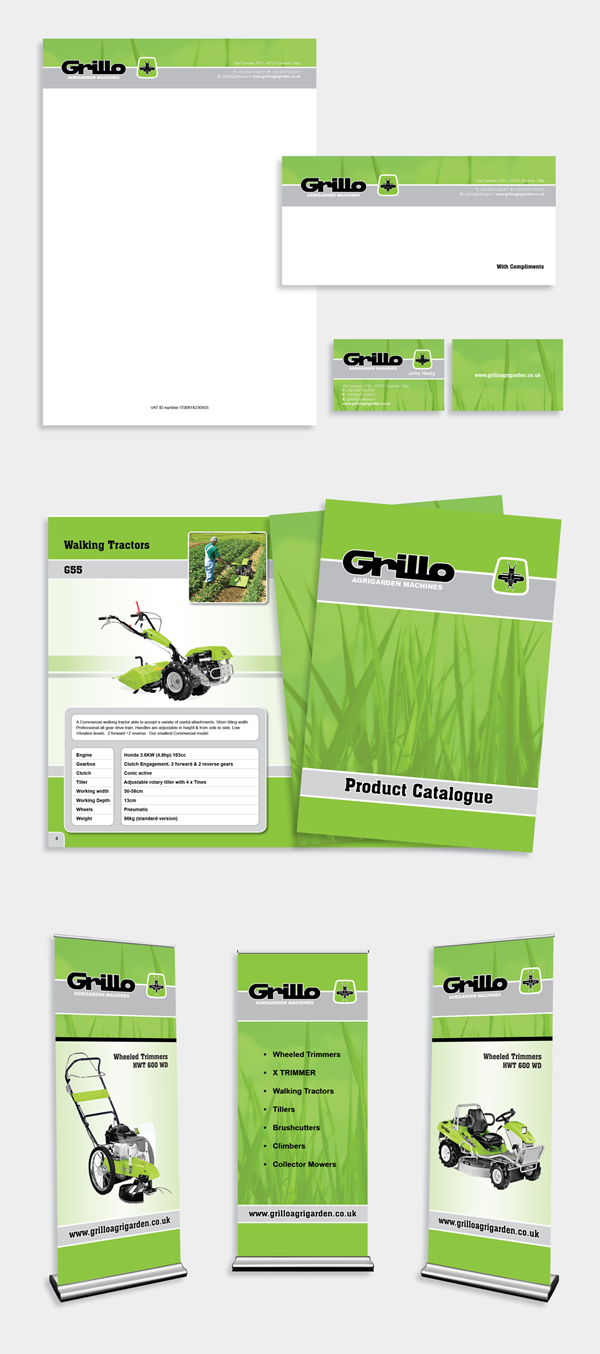 Grillo
AGRIGARDEN MACHINES
VAT ID number IT00614230405
Grillo
AGRIGARDEN MACHINES
With Compliments
Grillo
AGRIGARDEN MACHINES
John Healy
www.grilloagrigarden.co.uk
www.grilloagrigarden.co.uk
Walking Tractors
G55
A Commercial walking tractor able to accept a variety of useful attachments. 50cm tilling width.
Professional all gear drive train. Handles are adjustable in height & from side to side. Low
Vibration levels. 2 forward +2 reverse. Our smallest Commercial model.
Engine Honda 3.6KW (4.8hp) 163cc
Gearbox Clutch Engagement. 2 forward & 2 reverse gears
Clutch Conic active
Tiller Adjustable rotary tiller with 4 x Tines
Working width 50-58cm
Working Depth 13cm
Wheels Pneumatic
Weight 86kg (standard version)
4
Grillo
AGRIGARDEN MACHINES
Product Catalogue
Grillo
AGRIGARDEN MACHINES
Wheeled Trimmers
HWT 600 WD
www.grilloagrigarden.co.uk
Grillo
AGRIGARDEN MACHINES
• Wheeled Trimmers
• X TRIMMER
• Walking Tractors
• Tillers
• Brushcutters
• Climbers
• Collector Mowers
www.grilloagrigarden.co.uk
Grillo
AGRIGARDEN MACHINES
Wheeled Trimmers
HWT 600 WD
www.grilloagrigarden.co.uk